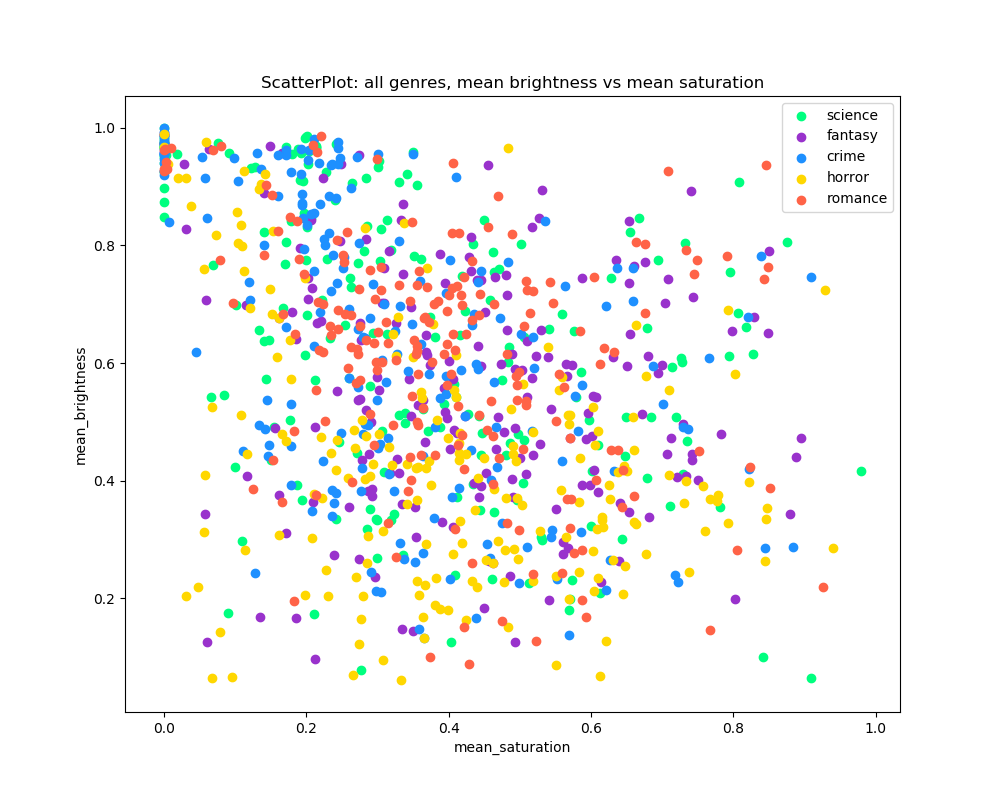 ScatterPlot: all genres, mean brightness vs mean saturation
science
fantasy
crime
horror
romance
1.0
0.8
0.6
0.4
0.2
mean_brightness
0.0 0.2 0.4 0.6 0.8 1.0
mean_saturation